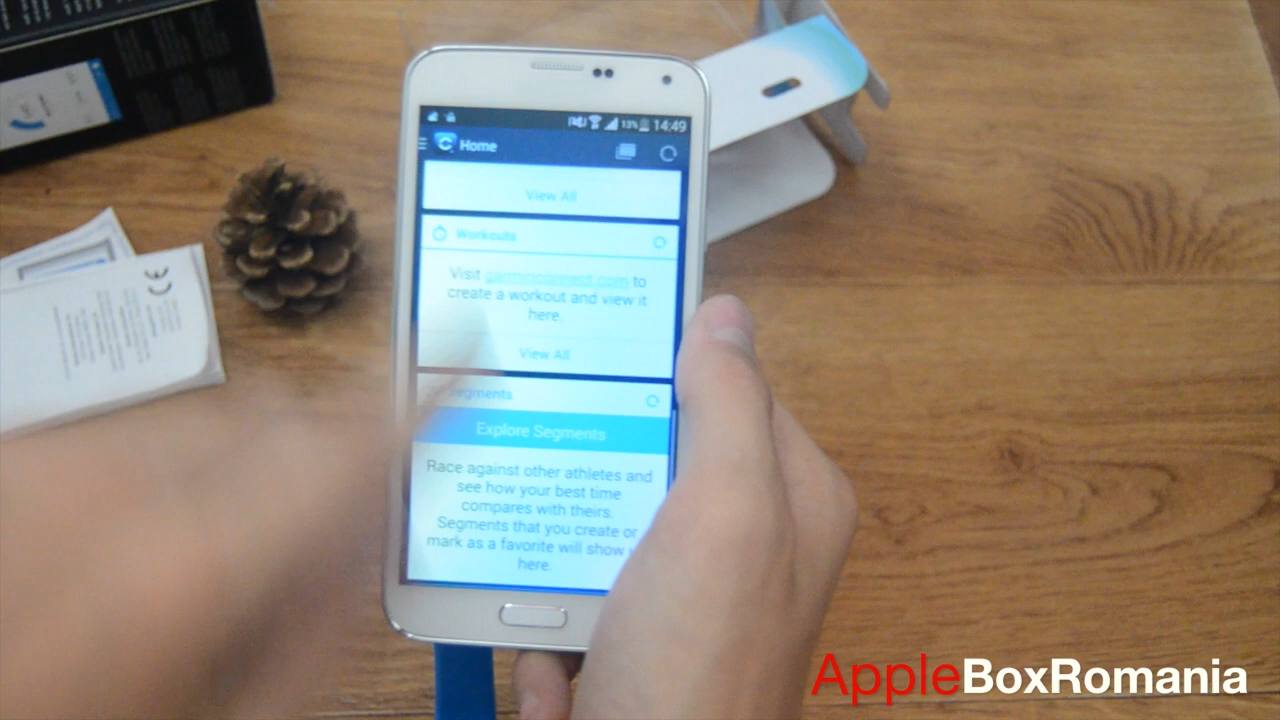 13% 14:49
Home
View All
Workouts
Visit garminconnect.com to
create a workout and view it
here.
View All
Segments
Explore Segments
Race against other athletes and
see how your best time
compares with theirs.
Segments that you create or
mark as a favorite will show
here.
CE
AppleBoxRomania